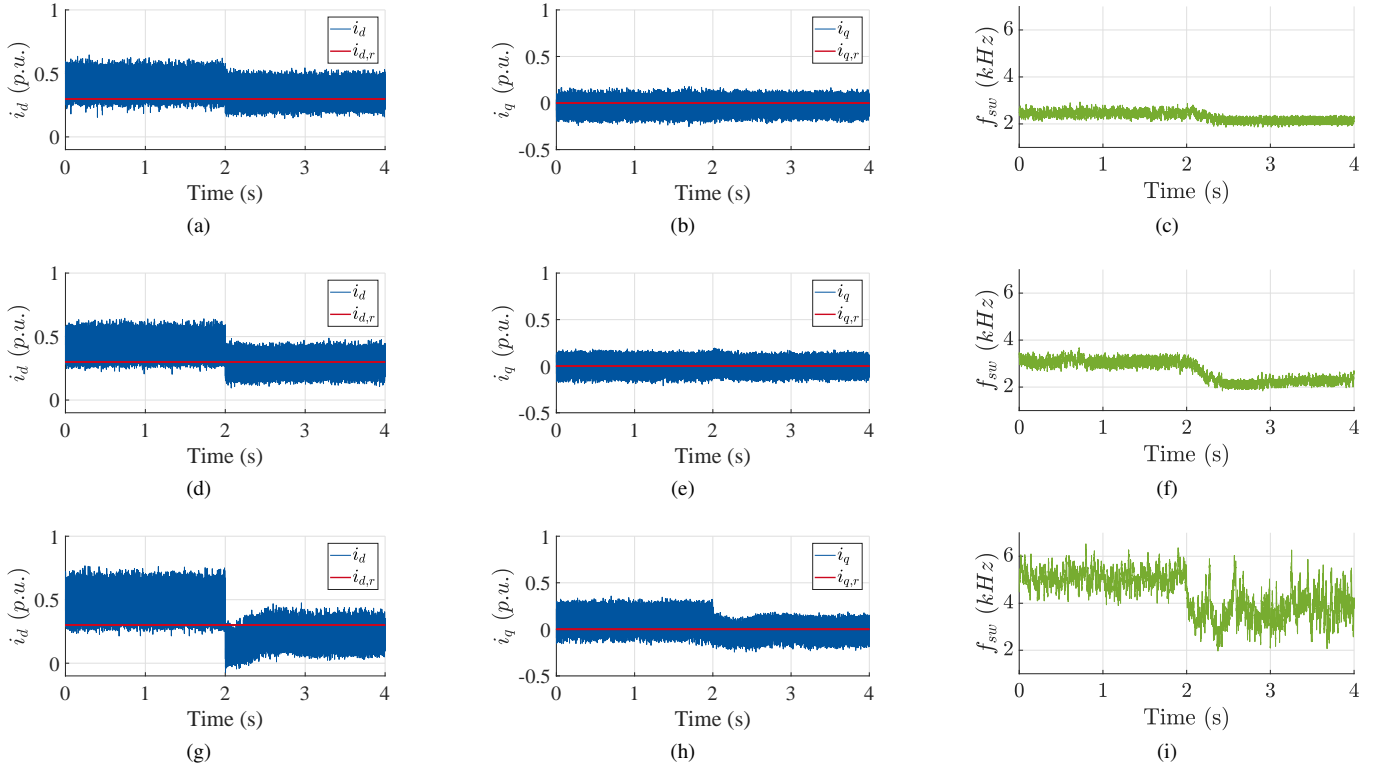 1
0.5
0
i_d (p.u.)
i_d
i_{d,r}
0 1 2 3 4
Time (s)
(a)
1
0.5
0
-0.5
i_q (p.u.)
i_q
i_{q,r}
0 1 2 3 4
Time (s)
(b)
6
4
2
f_{sw} (kHz)
0 1 2 3 4
Time (s)
(c)
1
0.5
0
i_d (p.u.)
i_d
i_{d,r}
0 1 2 3 4
Time (s)
(d)
1
0.5
0
-0.5
i_q (p.u.)
i_q
i_{q,r}
0 1 2 3 4
Time (s)
(e)
6
4
2
f_{sw} (kHz)
0 1 2 3 4
Time (s)
(f)
1
0.5
0
i_d (p.u.)
i_d
i_{d,r}
0 1 2 3 4
Time (s)
(g)
1
0.5
0
-0.5
i_q (p.u.)
i_q
i_{q,r}
0 1 2 3 4
Time (s)
(h)
6
4
2
f_{sw} (kHz)
0 1 2 3 4
Time (s)
(i)